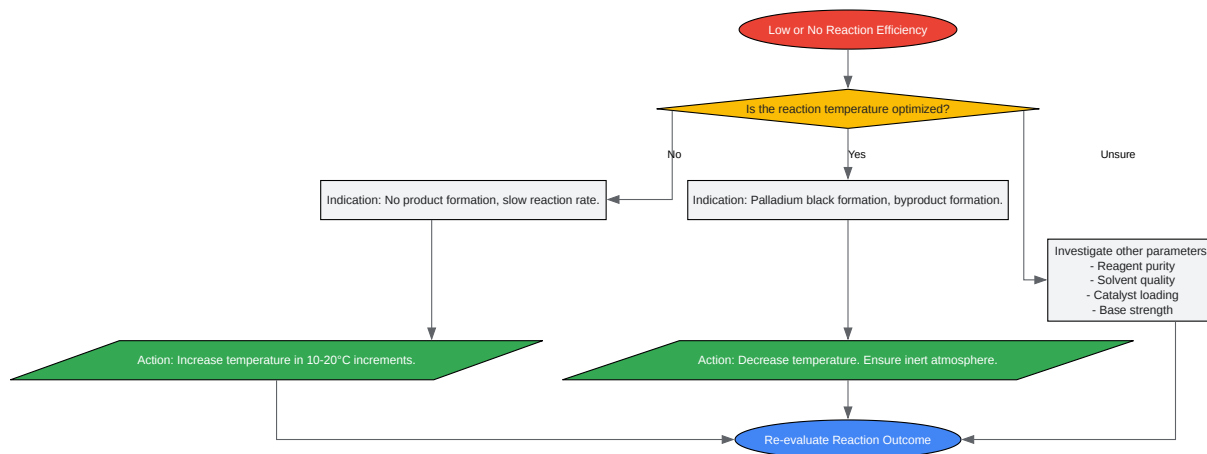 Low or No Reaction Efficiency
Is the reaction temperature optimized?
No
Yes
Unsure
Indication: No product formation, slow reaction rate.
Indication: Palladium black formation, byproduct formation.
Investigate other parameters
- Reagent purity
- Solvent quality
- Catalyst loading
- Base strength
Action: Increase temperature in 10-20°C increments.
Action: Decrease temperature. Ensure inert atmosphere.
Re-evaluate Reaction Outcome